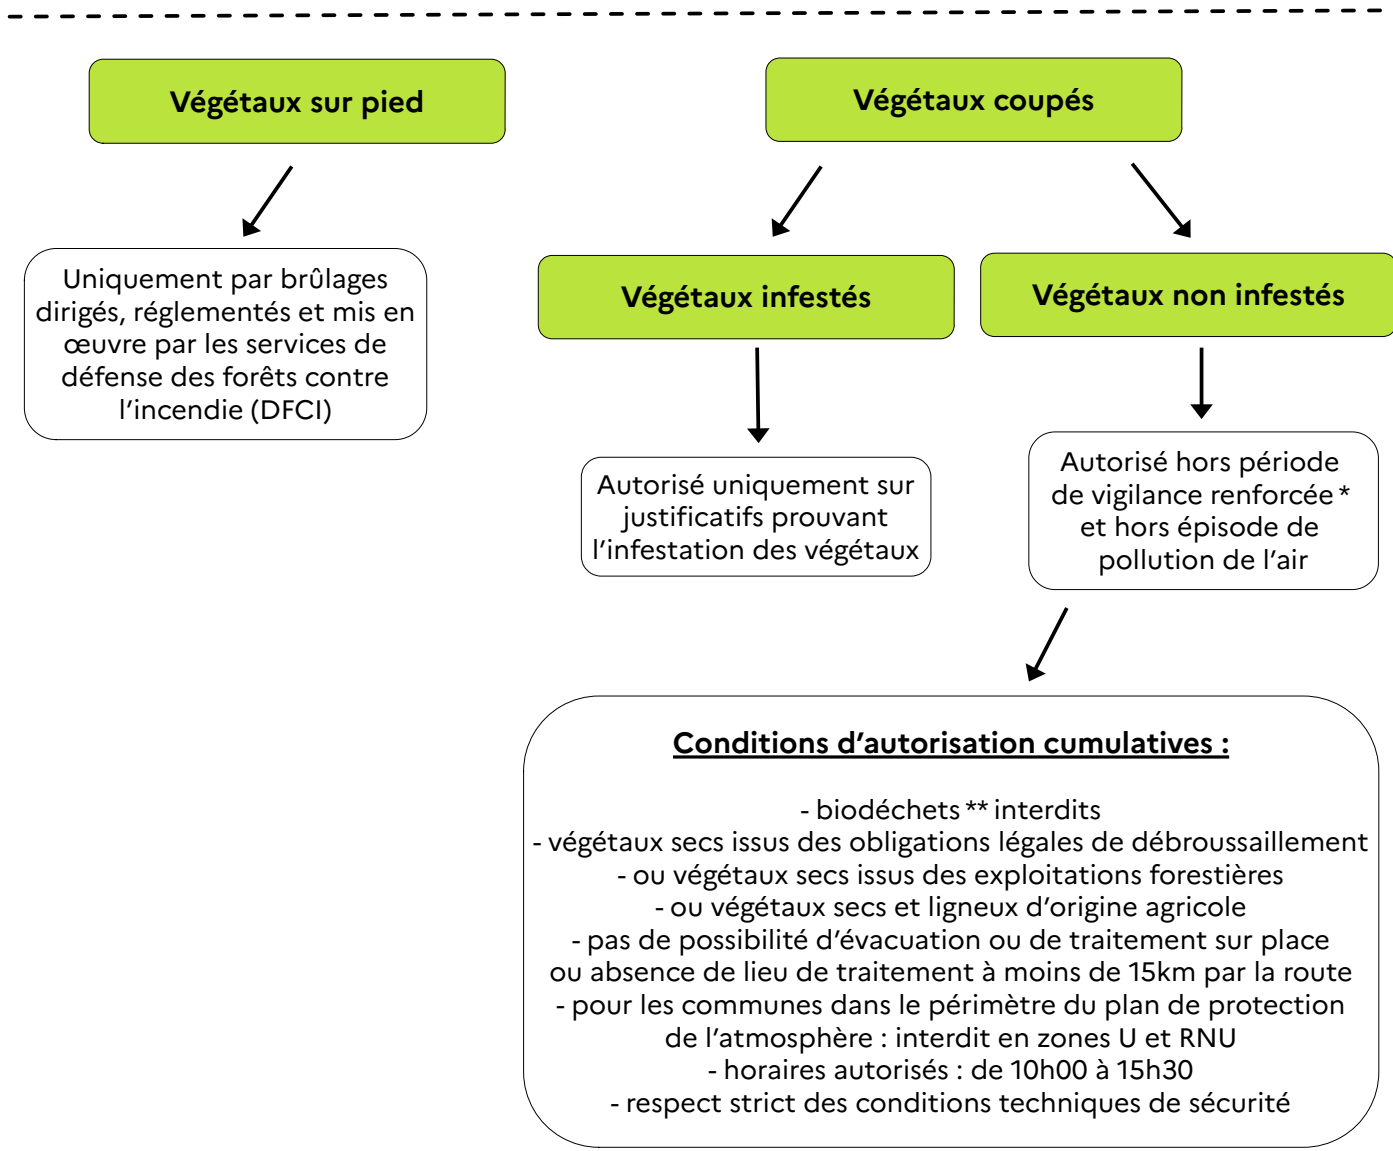 Végétaux sur pied
Végétaux coupés
Uniquement par brûlages
dirigés, réglementés et mis en
œuvre par les services de
défense des forêts contre
l'incendie (DFCI)
Végétaux infestés
Végétaux non infestés
Autorisé uniquement sur
justificatifs prouvant
l'infestation des végétaux
Autorisé hors période
de vigilance renforcée *
et hors épisode de
pollution de l'air
Conditions d'autorisation cumulatives :
- biodéchets ** interdits
- végétaux secs issus des obligations légales de débroussaillement
- ou végétaux secs issus des exploitations forestières
- ou végétaux secs et ligneux d'origine agricole
- pas de possibilité d'évacuation ou de traitement sur place
ou absence de lieu de traitement à moins de 15km par la route
- pour les communes dans le périmètre du plan de protection
de l'atmosphère : interdit en zones U et RNU
- horaires autorisés : de 10h00 à 15h30
- respect strict des conditions techniques de sécurité